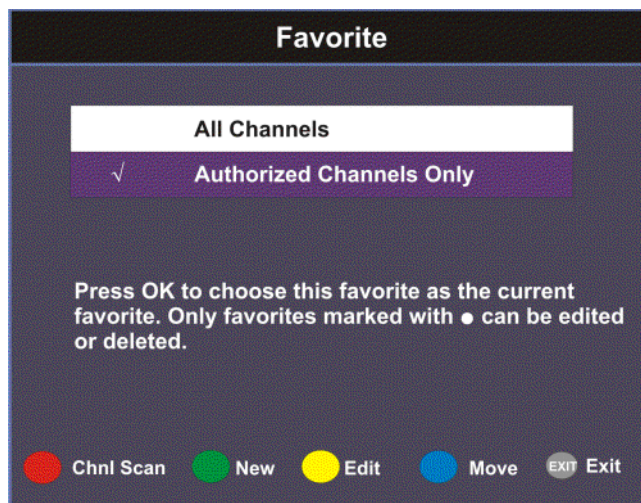 Favorite
All Channels
√ Authorized Channels Only
Press OK to choose this favorite as the current
favorite. Only favorites marked with ● can be edited
or deleted.
Chnl Scan New Edit Move EXIT Exit